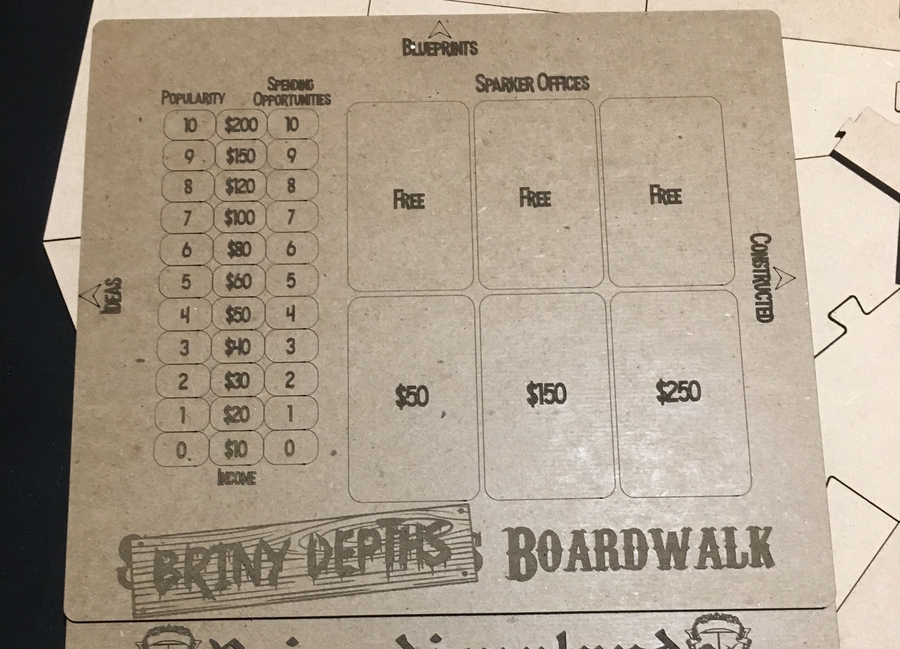 Blueprints
Sparker Offices
Popularity
Spending Opportunities
10 $200 10
9 $150 9
8 $120 8
7 $100 7
6 $80 6
5 $60 5
4 $50 4
3 $40 3
2 $30 2
1 $20 1
0 $10 0
Income
Free Free Free
$50 $150 $250
Ideas
Constructed
BRINY DEPTHS BOARDWALK